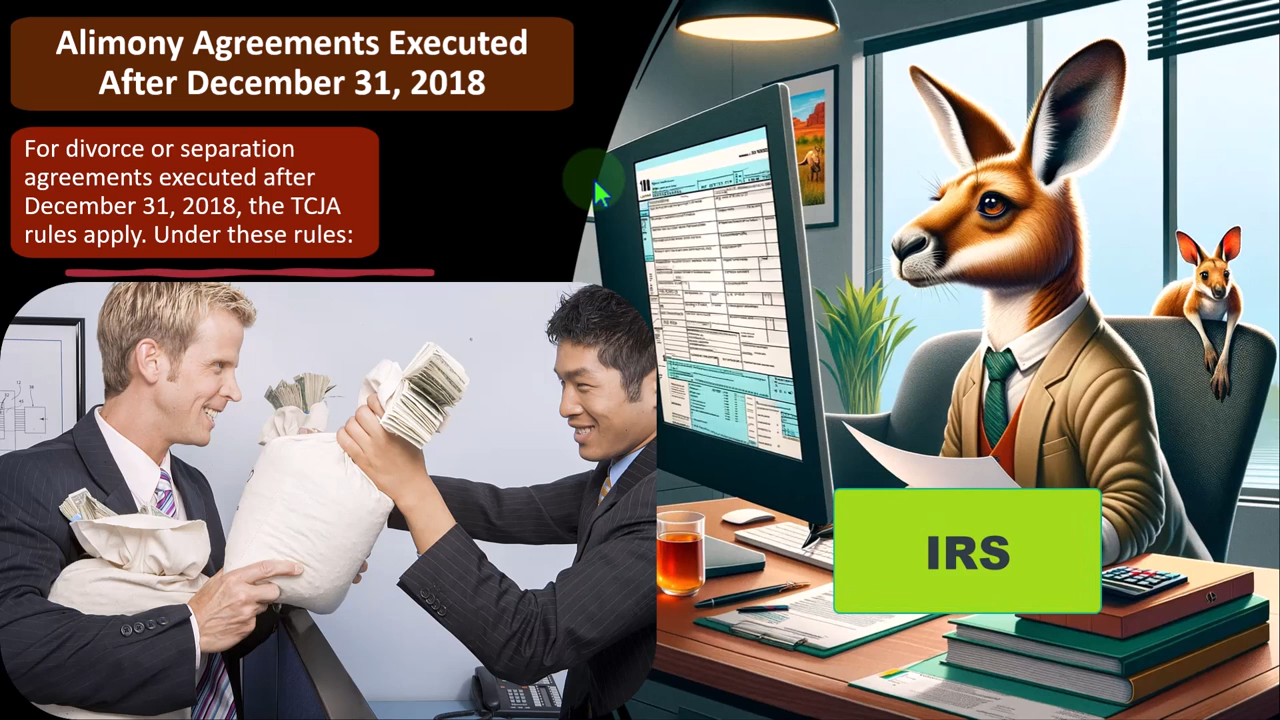 Alimony Agreements Executed
After December 31, 2018
For divorce or separation
agreements executed after
December 31, 2018, the TCJA
rules apply. Under these rules:
IRS